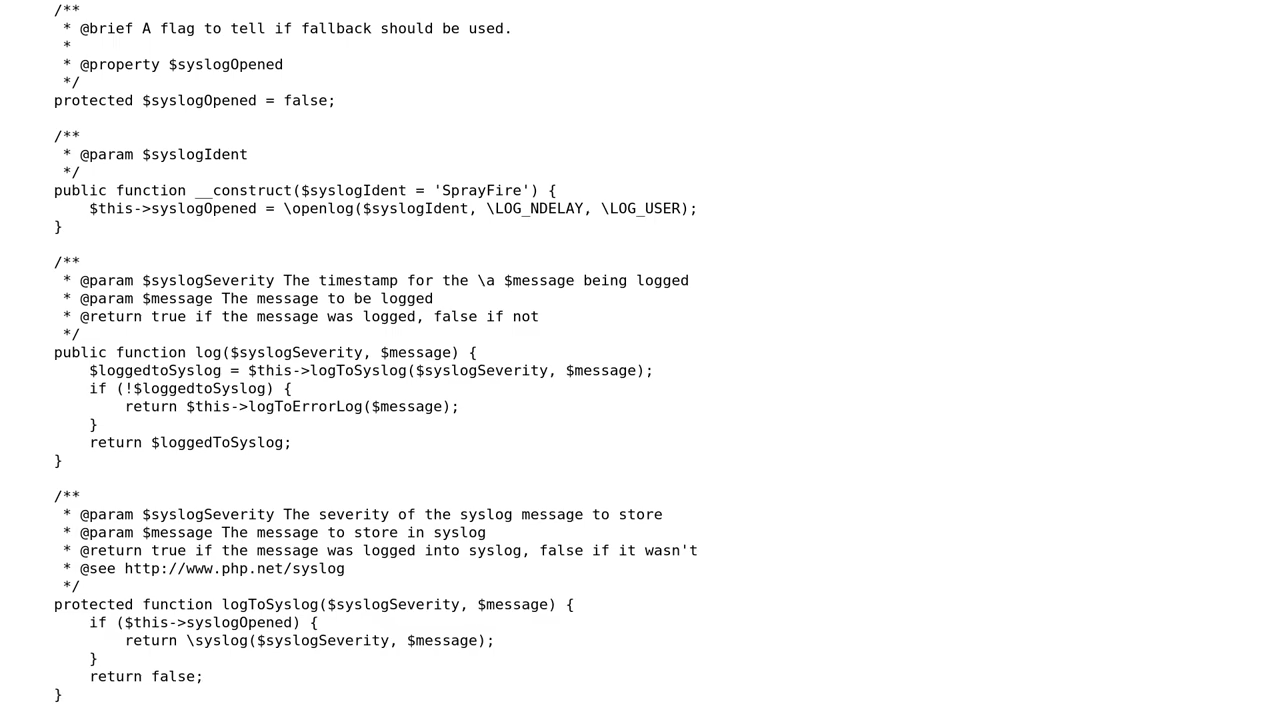 /**
 * @brief A flag to tell if fallback should be used.
 *
 * @property $syslogOpened
 */
protected $syslogOpened = false;

/**
 * @param $syslogIdent
 */
public function __construct($syslogIdent = 'SprayFire') {
    $this->syslogOpened = \openlog($syslogIdent, \LOG_NDELAY, \LOG_USER);
}

/**
 * @param $syslogSeverity The timestamp for the \a $message being logged
 * @param $message The message to be logged
 * @return true if the message was logged, false if not
 */
public function log($syslogSeverity, $message) {
    $loggedtoSyslog = $this->logToSyslog($syslogSeverity, $message);
    if (!$loggedtoSyslog) {
        return $this->logToErrorLog($message);
    }
    return $loggedToSyslog;
}

/**
 * @param $syslogSeverity The severity of the syslog message to store
 * @param $message The message to store in syslog
 * @return true if the message was logged into syslog, false if it wasn't
 * @see http://www.php.net/syslog
 */
protected function logToSyslog($syslogSeverity, $message) {
    if ($this->syslogOpened) {
        return \syslog($syslogSeverity, $message);
    }
    return false;
}